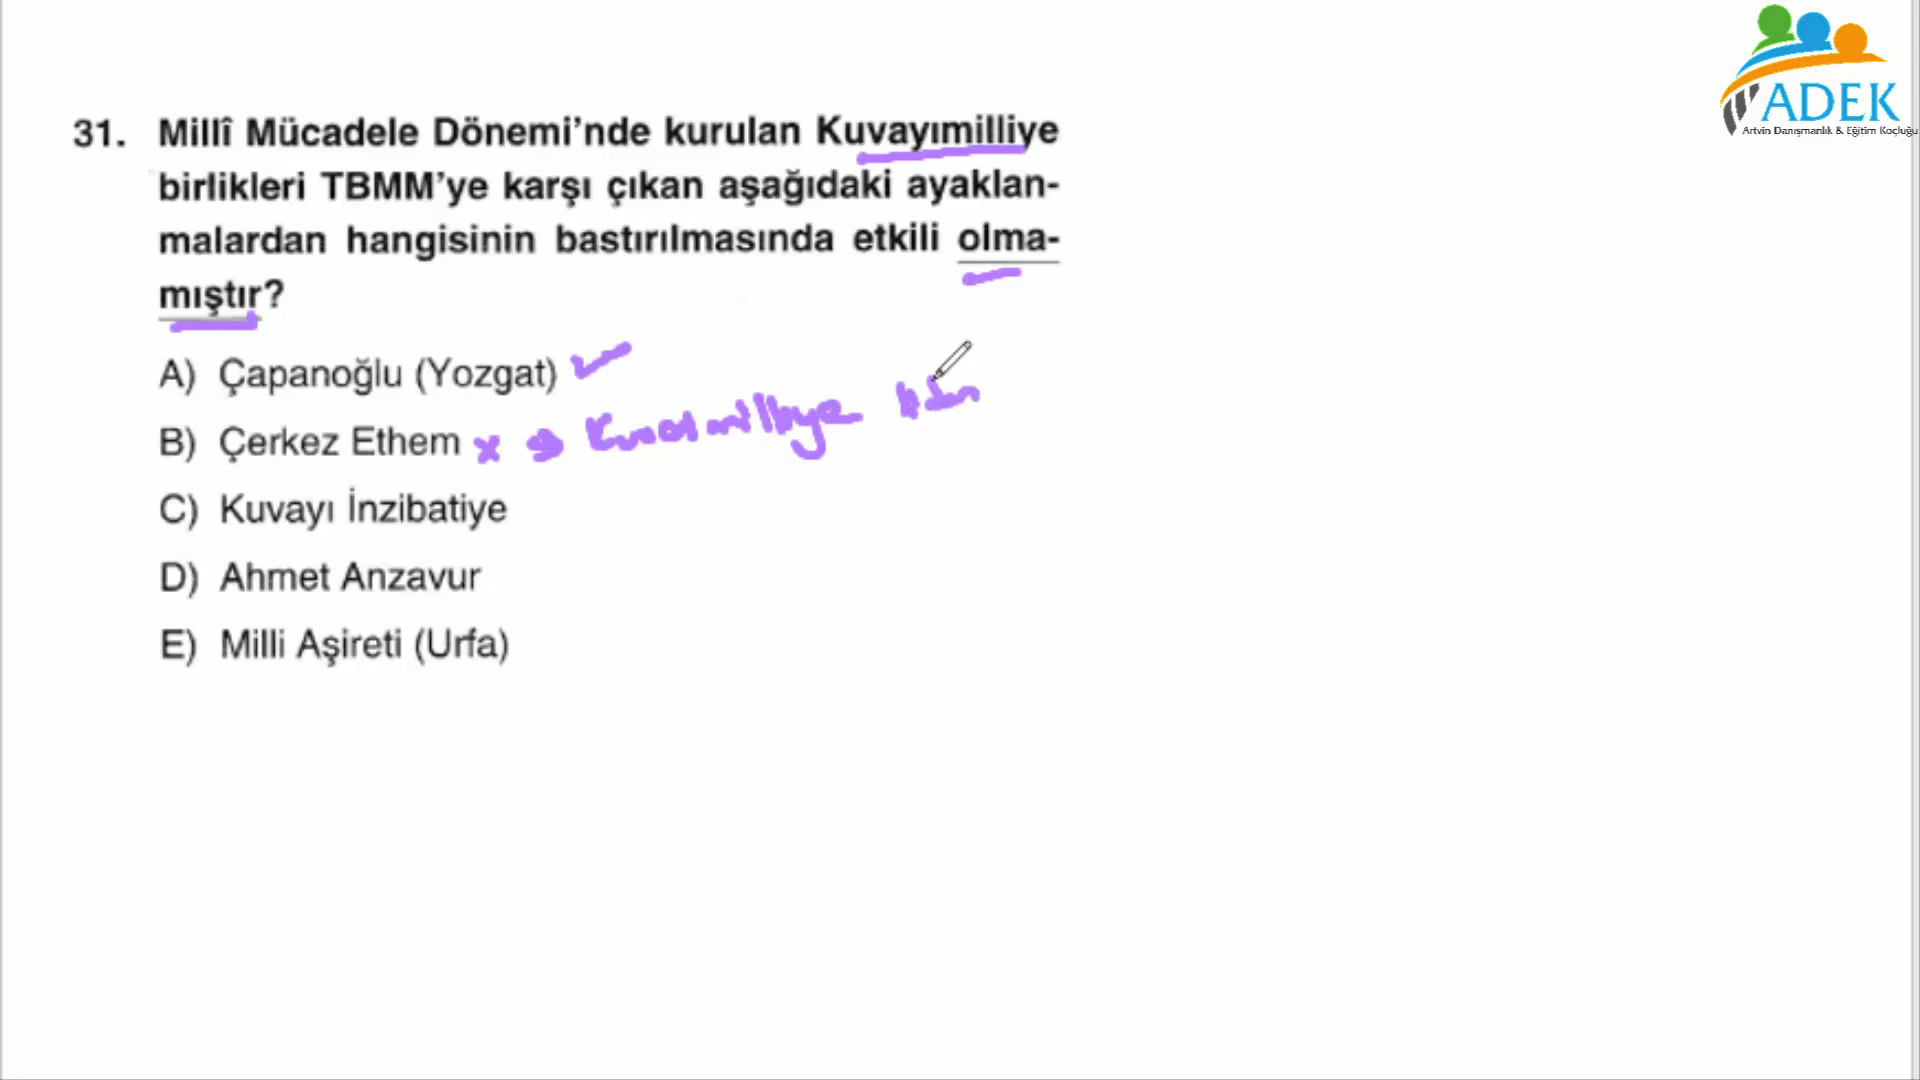 ADEK
Artvin Danışmanlık & Eğitim Koçluğu
31. Millî Mücadele Dönemi’nde kurulan Kuvayımilliye
birlikleri TBMM’ye karşı çıkan aşağıdaki ayaklan-
malardan hangisinin bastırılmasında etkili olma-
mıştır?
A) Çapanoğlu (Yozgat)
B) Çerkez Ethem x
C) Kuvayı İnzibatiye
D) Ahmet Anzavur
E) Milli Aşireti (Urfa)